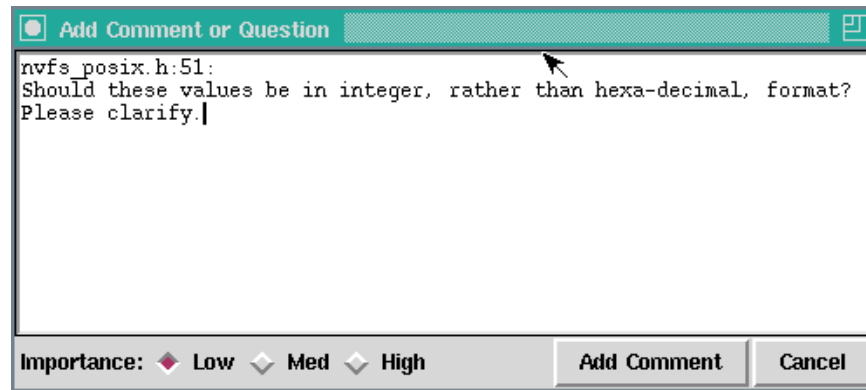 Add Comment or Question
nvfs_posix.h:51:
Should these values be in integer, rather than hexa-decimal, format?
Please clarify.
Importance: Low Med High Add Comment Cancel